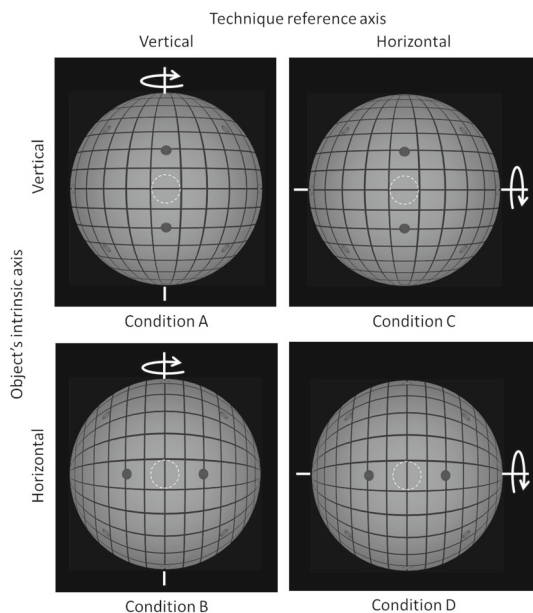 Technique reference axis
Vertical
Horizontal
Object's intrinsic axis
Vertical
Condition A
Condition C
Horizontal
Condition B
Condition D